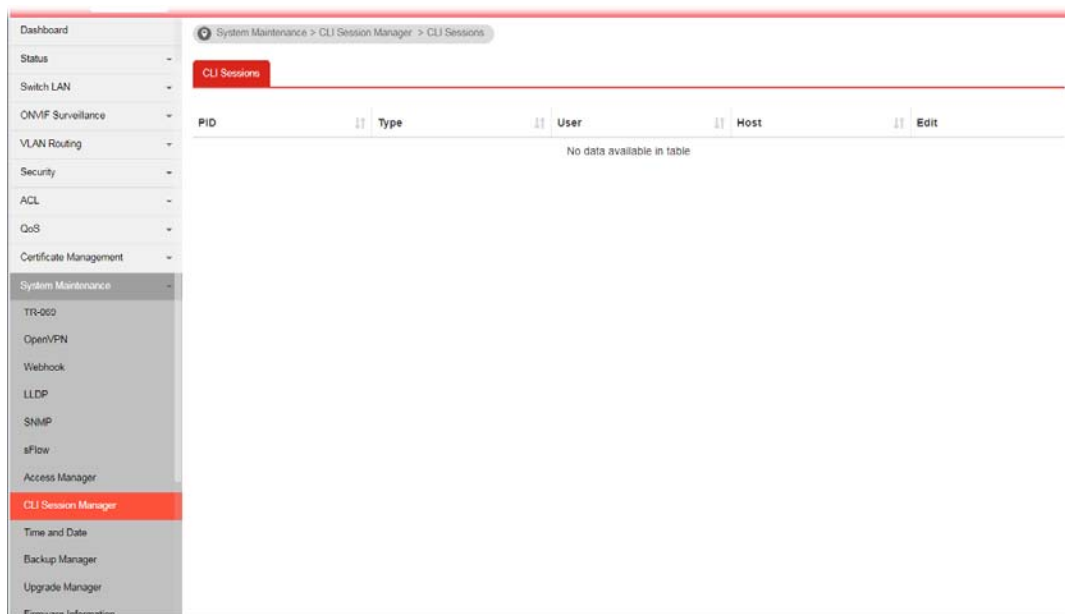 Dashboard
System Maintenance > CLI Session Manager > CLI Sessions
Status
CLI Sessions
Switch LAN
ONVIF Surveillance
PID Type User Host Edit
VLAN Routing
No data available in table
Security
ACL
QoS
Certificate Management
System Maintenance
TR-069
OpenVPN
Webhook
LLDP
SNMP
sFlow
Access Manager
CLI Session Manager
Time and Date
Backup Manager
Upgrade Manager
Firmware Information